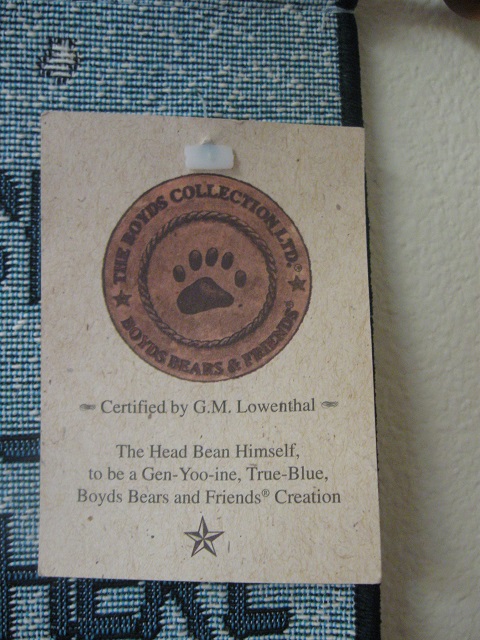 THE BOYDS COLLECTION LTD.®
BOYDS BEARS & FRIENDS®
Certified by G.M. Lowenthal
The Head Bean Himself,
to be a Gen-Yoo-ine, True-Blue,
Boyds Bears and Friends® Creation